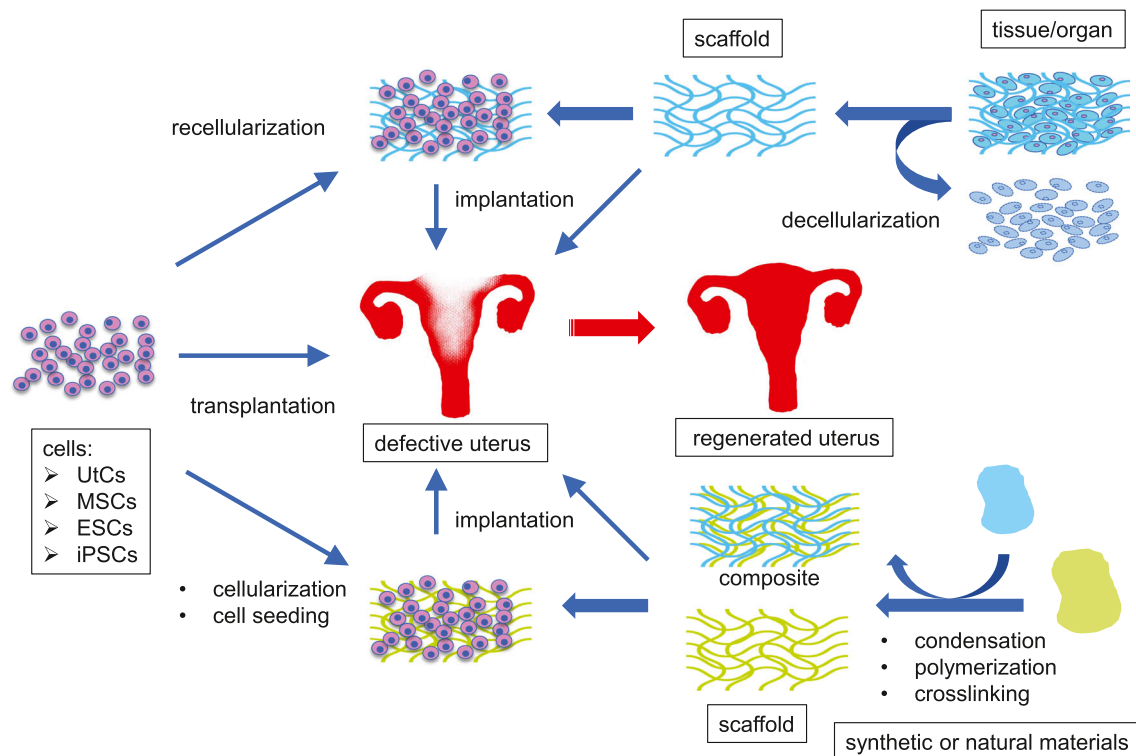 scaffold
tissue/organ
recellularization
implantation
decellularization
transplantation
defective uterus
regenerated uterus
cells:
➢ UtCs
➢ MSCs
➢ ESCs
➢ iPSCs
implantation
composite
• cellularization
• cell seeding
• condensation
• polymerization
• crosslinking
scaffold
synthetic or natural materials